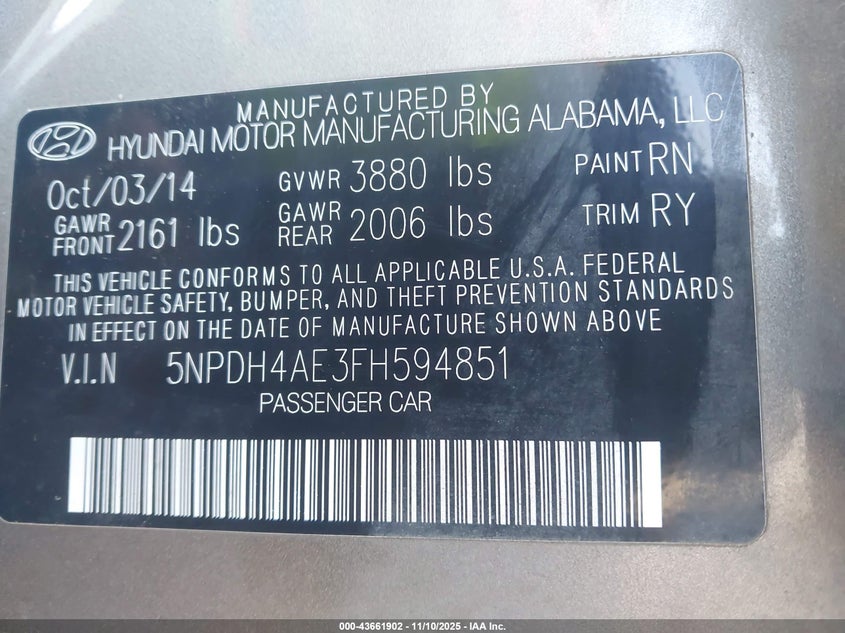 MANUFACTURED BY
HYUNDAI MOTOR MANUFACTURING ALABAMA, LLC
Oct/03/14 GVWR 3880 lbs PAINT RN
GAWR FRONT 2161 lbs GAWR REAR 2006 lbs TRIM RY
THIS VEHICLE CONFORMS TO ALL APPLICABLE U.S.A. FEDERAL
MOTOR VEHICLE SAFETY, BUMPER, AND THEFT PREVENTION STANDARDS
IN EFFECT ON THE DATE OF MANUFACTURE SHOWN ABOVE
V.I.N 5NPDH4AE3FH594851
PASSENGER CAR
000-43661902 - 11/10/2025 - IAA Inc.